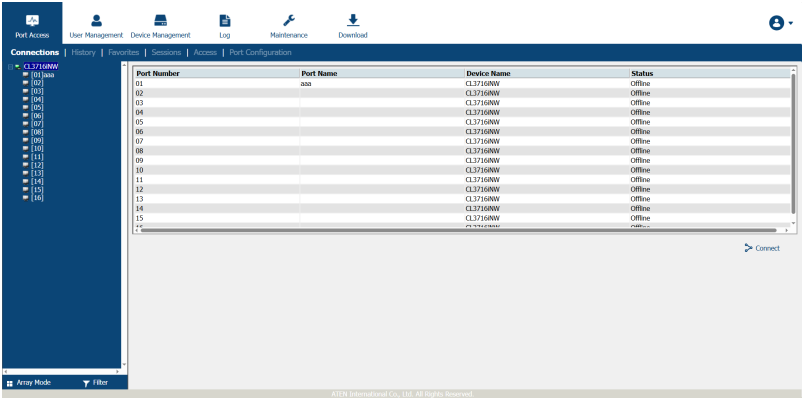 Port Access User Management Device Management Log Maintenance Download
Connections | History | Favorites | Sessions | Access | Port Configuration
CL3716iNW
[01]aaa
[02]
[03]
[04]
[05]
[06]
[07]
[08]
[09]
[10]
[11]
[12]
[13]
[14]
[15]
[16]
Port Number Port Name Device Name Status
01 aaa CL3716iNW Offline
02 CL3716iNW Offline
03 CL3716iNW Offline
04 CL3716iNW Offline
05 CL3716iNW Offline
06 CL3716iNW Offline
07 CL3716iNW Offline
08 CL3716iNW Offline
09 CL3716iNW Offline
10 CL3716iNW Offline
11 CL3716iNW Offline
12 CL3716iNW Offline
13 CL3716iNW Offline
14 CL3716iNW Offline
15 CL3716iNW Offline
16 CL3716iNW Offline
Connect
Array Mode Filter
ATEN International Co., Ltd. All Rights Reserved.